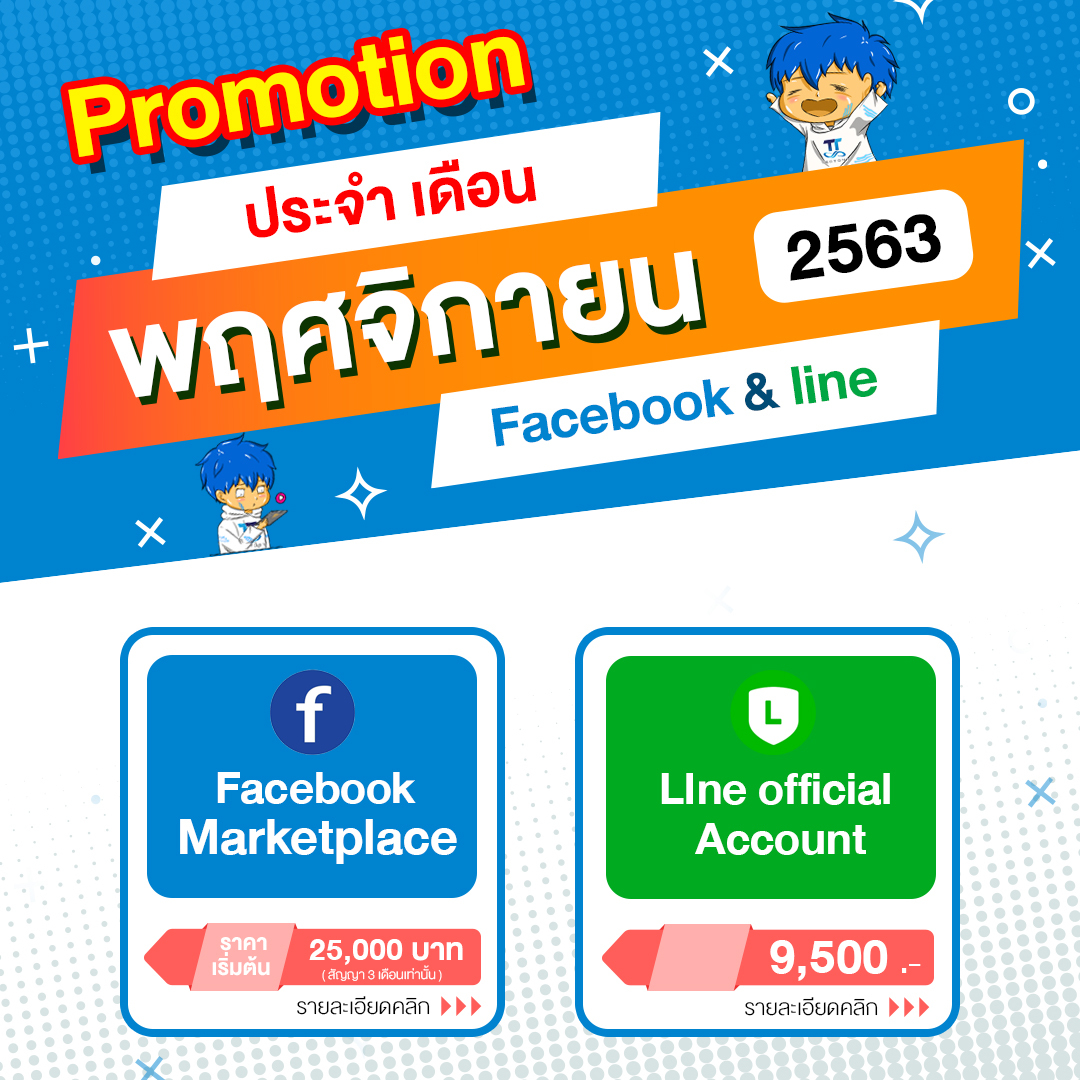 Promotion
ประจำ เดือน
พฤศจิกายน 2563
Facebook & line
f
Facebook
Marketplace
ราคา
เริ่มต้น
25,000 บาท
( สัญญา 3 เดือนเท่านั้น )
รายละเอียดคลิก
L
LIne official
Account
9,500 .-
รายละเอียดคลิก